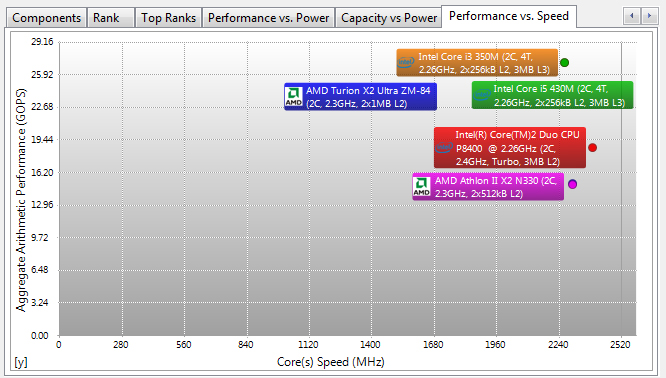 Components Rank Top Ranks Performance vs. Power Capacity vs Power Performance vs. Speed
29.16
25.92
22.68
19.44
16.20
12.96
9.72
6.48
3.24
0.00
Aggregate Arithmetic Performance (GOPS)
Intel Core i3 350M (2C, 4T,
2.26GHz, 2x256kB L2, 3MB L3)
AMD
AMD Turion X2 Ultra ZM-84
(2C, 2.3GHz, 2x1MB L2)
Intel Core i5 430M (2C, 4T,
2.26GHz, 2x256kB L2, 3MB L3)
Intel(R) Core(TM)2 Duo CPU
P8400 @ 2.26GHz (2C,
2.4GHz, Turbo, 3MB L2)
AMD
AMD Athlon II X2 N330 (2C,
2.3GHz, 2x512kB L2)
0 280 560 840 1120 1400 1680 1960 2240 2520
[y]
Core(s) Speed (MHz)